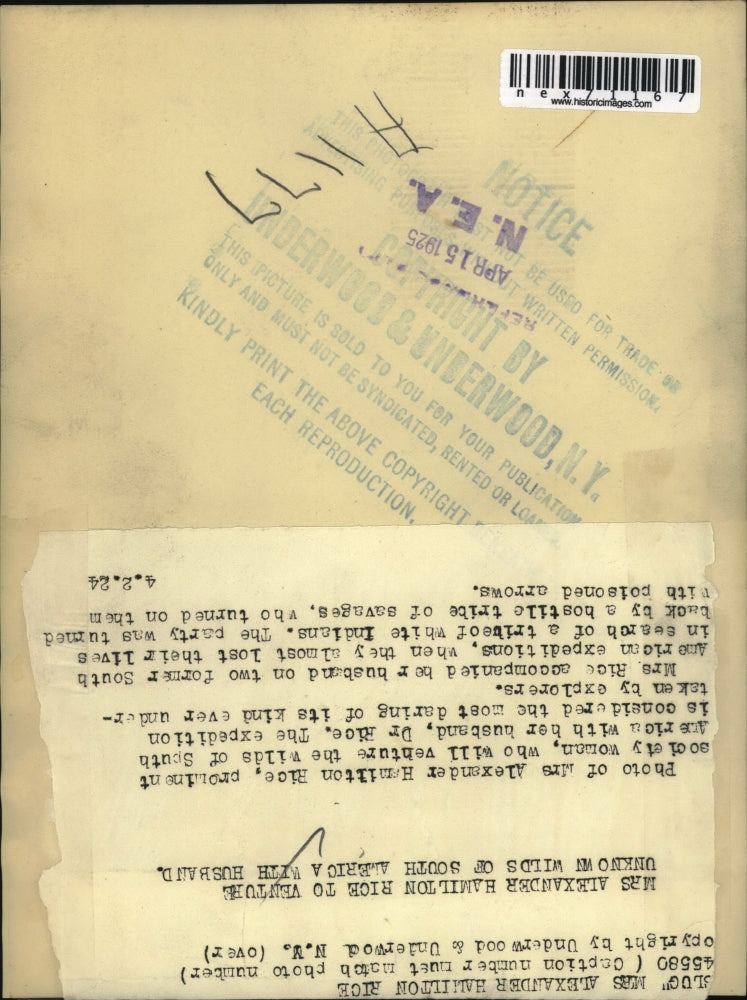 nex71167
www.historicimages.com
# 1177
NOTICE
THIS PHOTO MUST NOT BE USED FOR TRADE OR
ADVERTISING PURPOSES WITHOUT WRITTEN PERMISSION.
COPYRIGHT BY
UNDERWOOD & UNDERWOOD, N.Y.
THIS PICTURE IS SOLD TO YOU FOR YOUR PUBLICATION
ONLY AND MUST NOT BE SYNDICATED, RENTED OR
KINDLY PRINT THE ABOVE COPYRIGHT
EACH REPRODUCTION.
APR 15 1925
N. E. A.
SLUG" MRS ALEXANDER HAMILTON RICE
45580 ( Caption number must match photo number)
opyright by Underwood & Underwood N.Y. (over)
MRS ALEXANDER HAMILTON RICE TO VENTURE
UNKNOWN WILDS OF SOUTH AMERICA WITH HUSBAND.
Photo of Mrs Alexander Hamilton Rice, prominent
society woman, who will venture the wilds of South
America with her husband, Dr Rice. The expedition
is considered the most daring of its kind ever under-
taken by explorers.
Mrs. Rice accompanied her husband on two former South
American expeditions, when they almost lost their lives
in search of a tribeof white Indians. The party was turned
back by a hostile tribe of savages, who turned on them
with poisoned arrows.
4.2.24